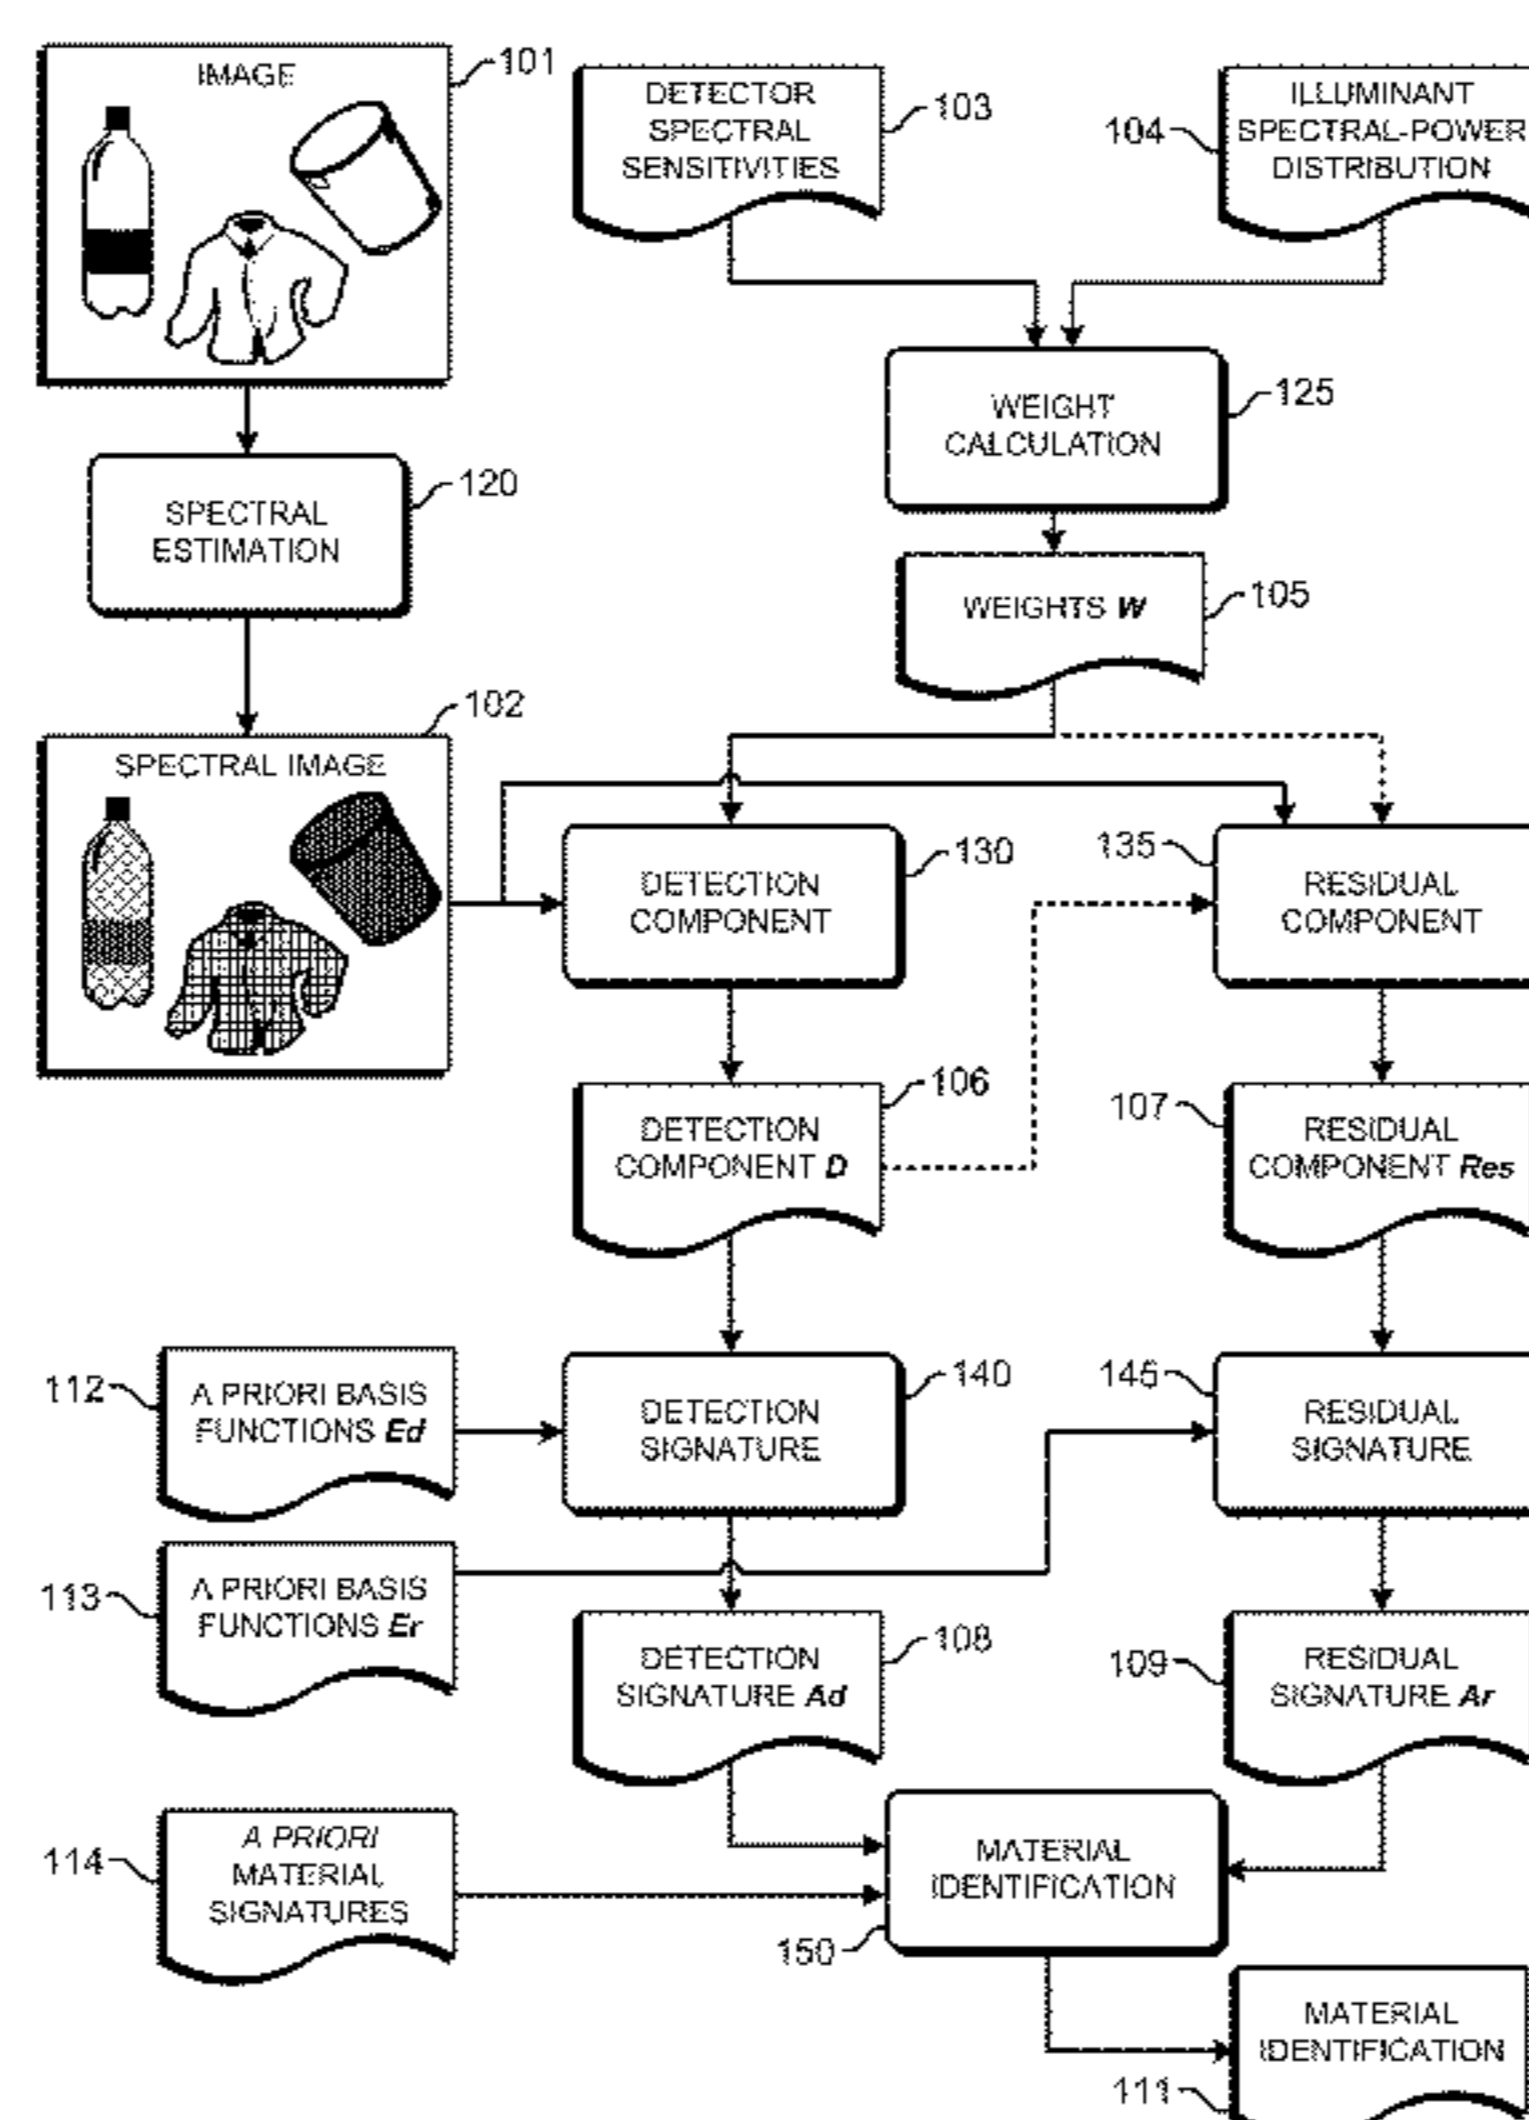 IMAGE
101
DETECTOR
SPECTRAL
SENSITIVITIES
103
104
ILLUMINANT
SPECTRAL-POWER
DISTRIBUTION
WEIGHT
CALCULATION
125
SPECTRAL
ESTIMATION
120
WEIGHTS W
105
102
SPECTRAL IMAGE
DETECTION
COMPONENT
130
135
RESIDUAL
COMPONENT
DETECTION
COMPONENT D
106
107
RESIDUAL
COMPONENT Res
112
A PRIORI BASIS
FUNCTIONS Ed
DETECTION
SIGNATURE
140
145
RESIDUAL
SIGNATURE
113
A PRIORI BASIS
FUNCTIONS Er
DETECTION
SIGNATURE Ad
108
109
RESIDUAL
SIGNATURE Ar
114
A PRIORI
MATERIAL
SIGNATURES
MATERIAL
IDENTIFICATION
150
MATERIAL
IDENTIFICATION
111